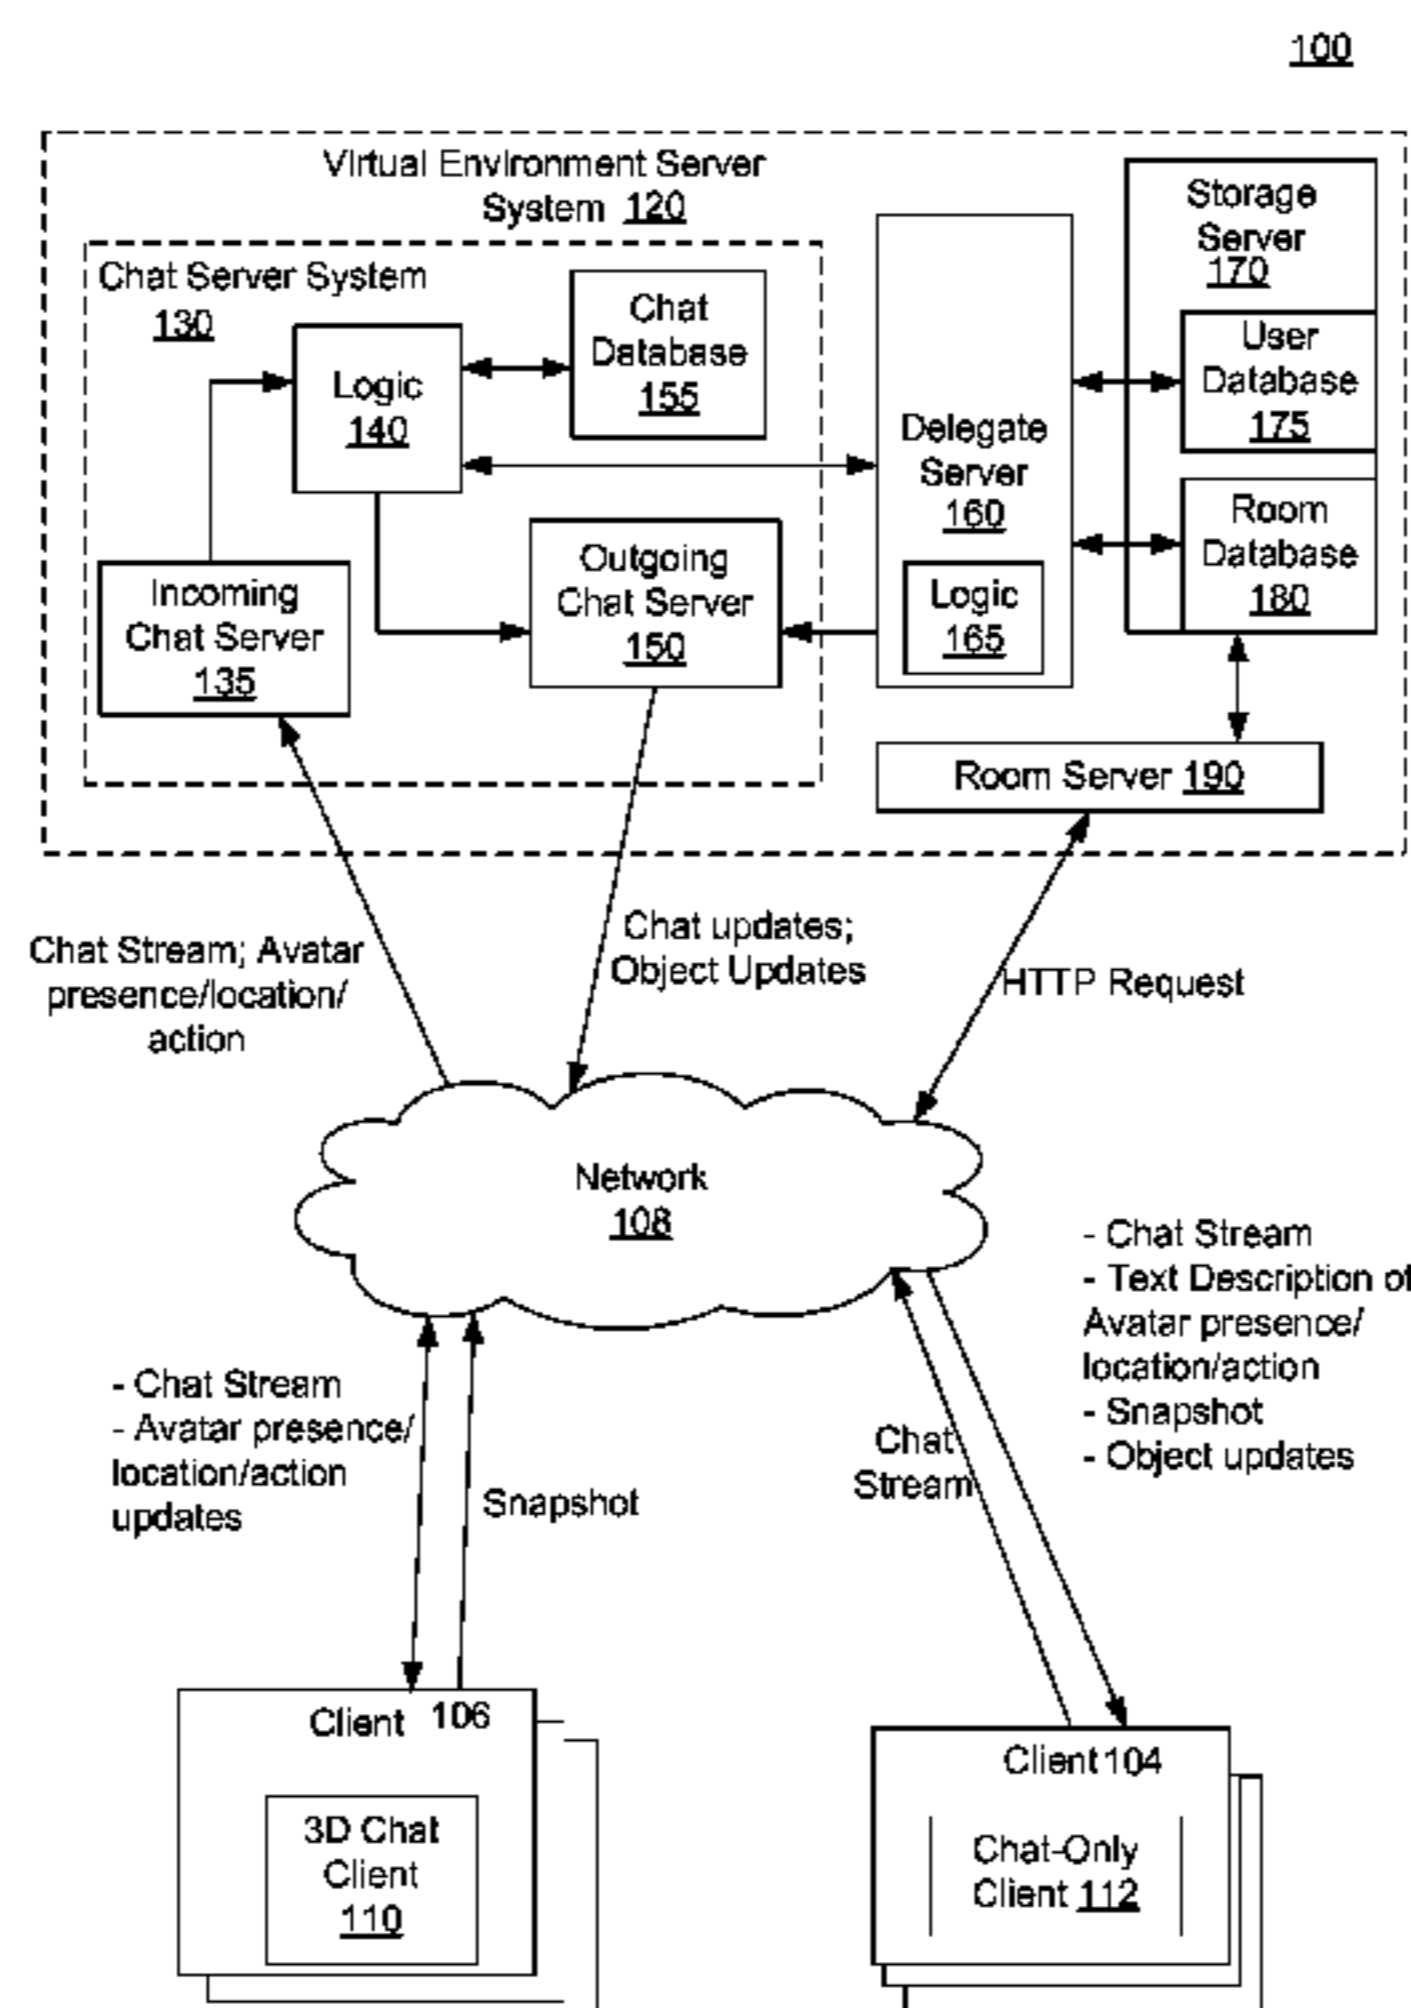 100
Virtual Environment Server
System 120
Chat Server System
130
Logic
140
Chat
Database
155
Incoming
Chat Server
135
Outgoing
Chat Server
150
Delegate
Server
160
Logic
165
Storage
Server
170
User
Database
175
Room
Database
180
Room Server 190
Chat Stream; Avatar
presence/location/
action
Chat updates;
Object Updates
HTTP Request
Network
108
- Chat Stream
- Avatar presence/
location/action
updates
Snapshot
Chat
Stream
- Chat Stream
- Text Description of
Avatar presence/
location/action
- Snapshot
- Object updates
Client 106
3D Chat
Client
110
Client 104
Chat-Only
Client 112